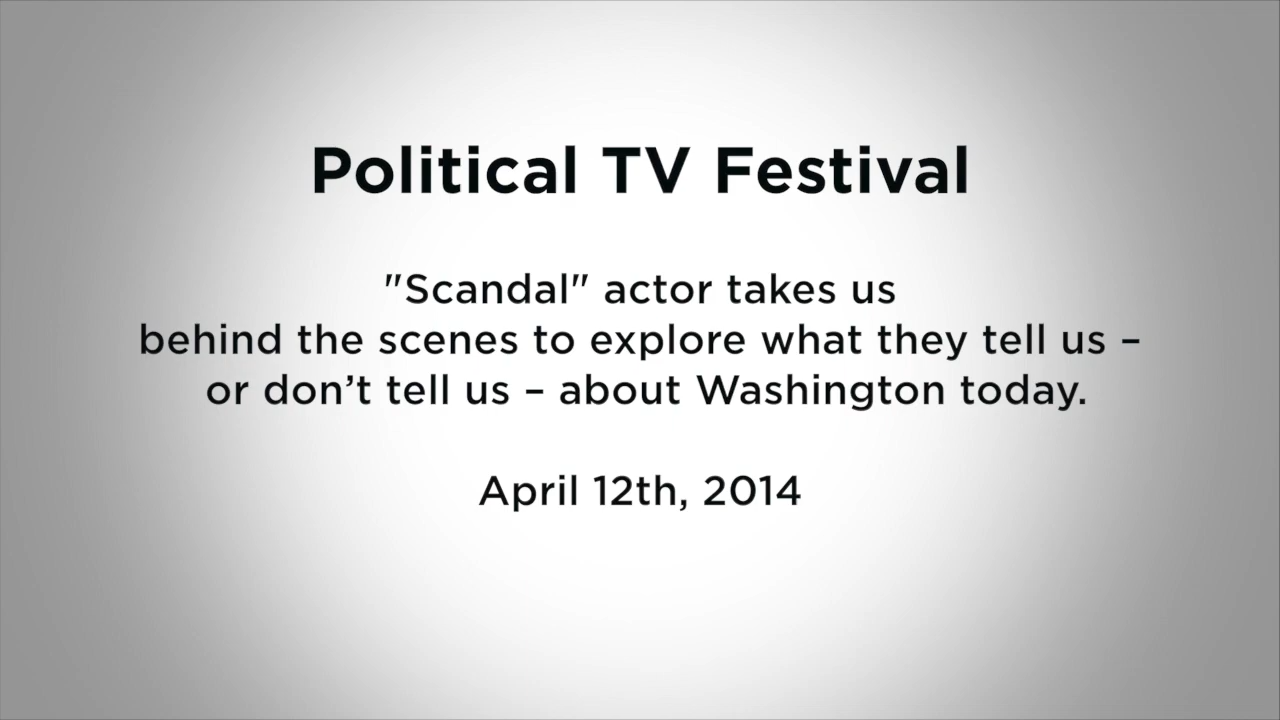 Political TV Festival
"Scandal" actor takes us
behind the scenes to explore what they tell us –
or don’t tell us – about Washington today.
April 12th, 2014